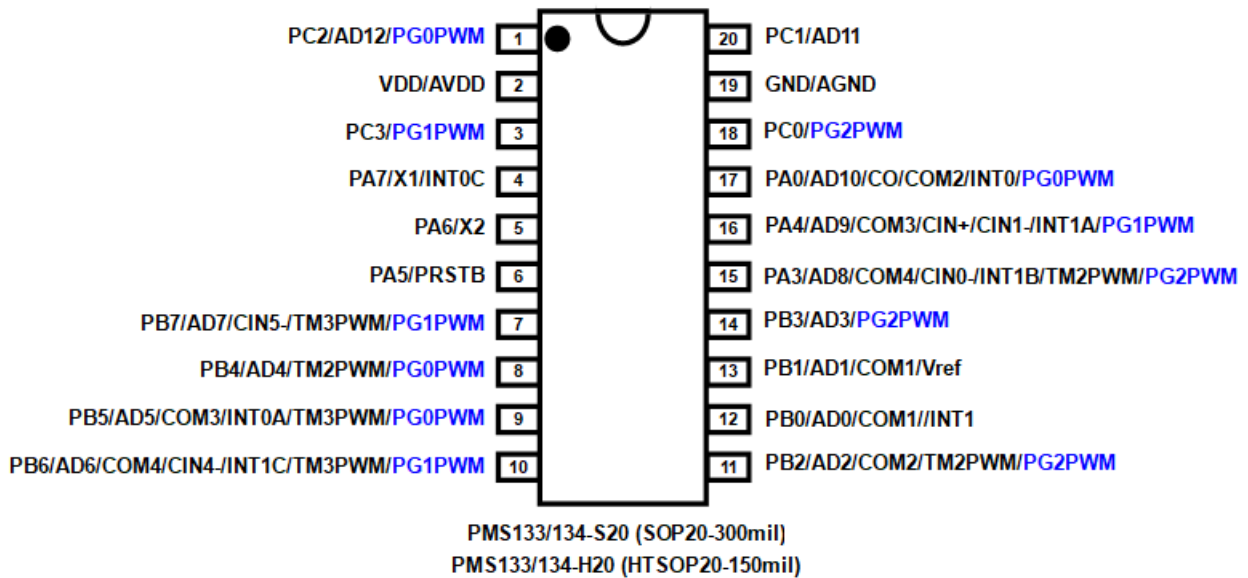 PC2/AD12/PG0PWM 1 20 PC1/AD11
VDD/AVDD 2 19 GND/AGND
PC3/PG1PWM 3 18 PC0/PG2PWM
PA7/X1/INT0C 4 17 PA0/AD10/CO/COM2/INT0/PG0PWM
PA6/X2 5 16 PA4/AD9/COM3/CIN+/CIN1-/INT1A/PG1PWM
PA5/PRSTB 6 15 PA3/AD8/COM4/CIN0-/INT1B/TM2PWM/PG2PWM
PB7/AD7/CIN5-/TM3PWM/PG1PWM 7 14 PB3/AD3/PG2PWM
PB4/AD4/TM2PWM/PG0PWM 8 13 PB1/AD1/COM1/Vref
PB5/AD5/COM3/INT0A/TM3PWM/PG0PWM 9 12 PB0/AD0/COM1//INT1
PB6/AD6/COM4/CIN4-/INT1C/TM3PWM/PG1PWM 10 11 PB2/AD2/COM2/TM2PWM/PG2PWM
PMS133/134-S20 (SOP20-300mil)
PMS133/134-H20 (HTSOP20-150mil)